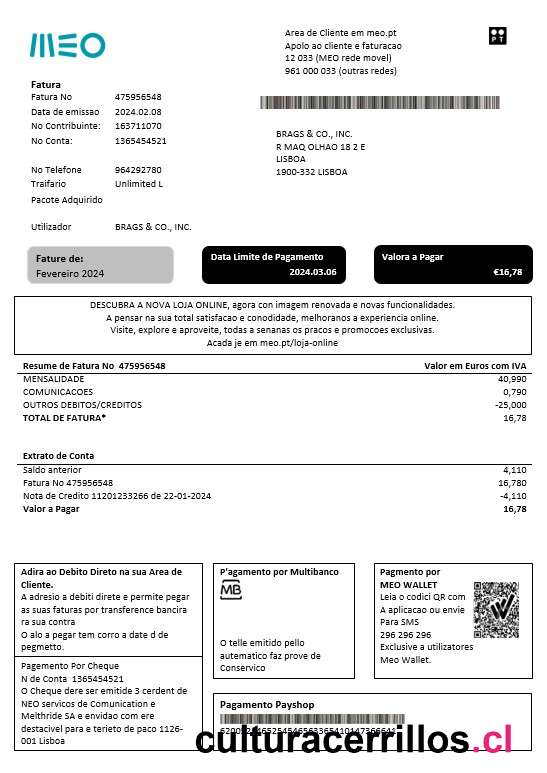 MEO
Area de Cliente em meo.pt
Apolo ao cliente e faturacao
12 033 (MEO rede movel)
961 000 033 (outras redes)
PT
Fatura
Fatura No 475956548
Data de emissao 2024.02.08
No Contribuinte: 163711070
No Conta: 1365454521
No Telefone 964292780
Traifario Unlimited L
Pacote Adquirido
Utilizador BRAGS & CO., INC.
BRAGS & CO., INC.
R MAQ OLHAO 18 2 E
LISBOA
1900-332 LISBOA
Fature de:
Fevereiro 2024
Data Limite de Pagamento
2024.03.06
Valora a Pagar
€16,78
DESCUBRA A NOVA LOJA ONLINE, agora con imagem renovada e novas funcionalidades.
A pensar na sua total satisfacao e conodidade, melhoranos a experiencia online.
Visite, explore e aproveite, todas a senanas os pracos e promocoes exclusivas.
Acada je em meo.pt/loja-online
Resume de Fatura No 475956548 Valor em Euros com IVA
MENSALIDADE 40,990
COMUNICACOES 0,790
OUTROS DEBITOS/CREDITOS -25,000
TOTAL DE FATURA* 16,78
Extrato de Conta
Saldo anterior 4,110
Fatura No 475956548 16,780
Nota de Credito 11201233266 de 22-01-2024 -4,110
Valor a Pagar 16,78
Adira ao Debito Direto na sua Area de
Cliente.
A adresio a debiti direte e permite pegar
as suas faturas por transference bancira
ra sua contra
O alo a pegar tem corro a date d de
pegmetto.
Pagemento Por Cheque
N de Conta 1365454521
O Cheque dere ser emitide 3 cerdent de
NEO servicos de Comunication e
Melthride SA e envidao com ere
destacivel para e terieto de paco 1126-
001 Lisboa
P'agamento por Multibanco
MB
O telle emitido pello
automatico faz prove de
Conservico
Pagmento por
MEO WALLET
Leia o codici QR com
A aplicacao ou envie
Para SMS
296 296 296
Exclusive a utilizadores
Meo Wallet.
Pagamento Payshop
culturacerrillos.cl